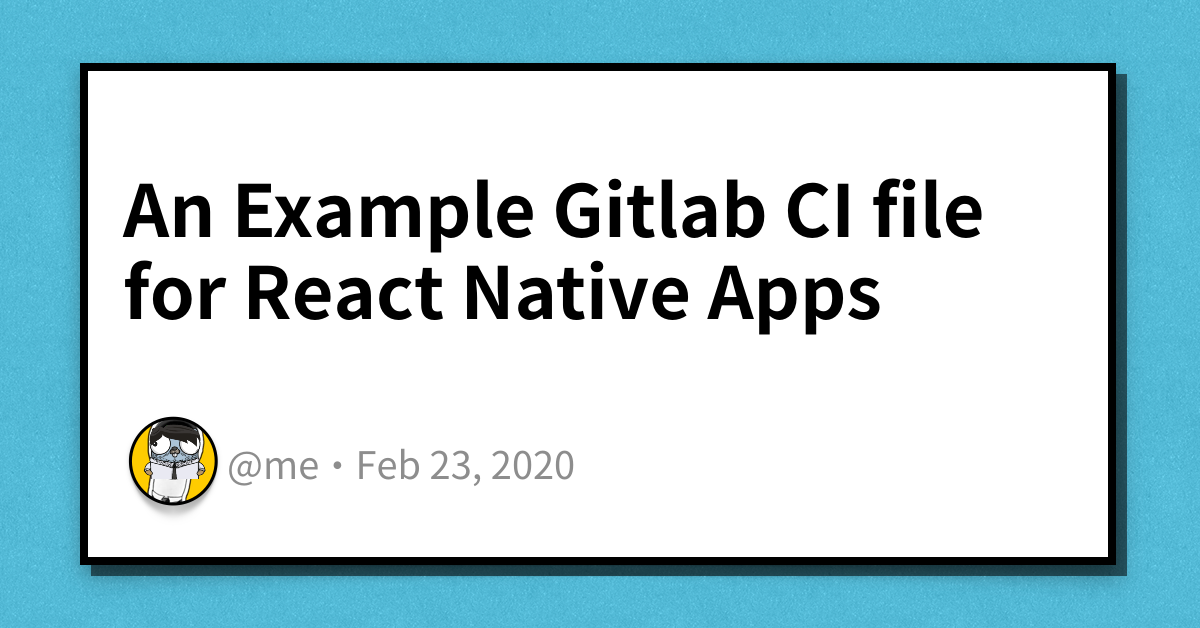 An Example Gitlab CI file
for React Native Apps
@me • Feb 23, 2020